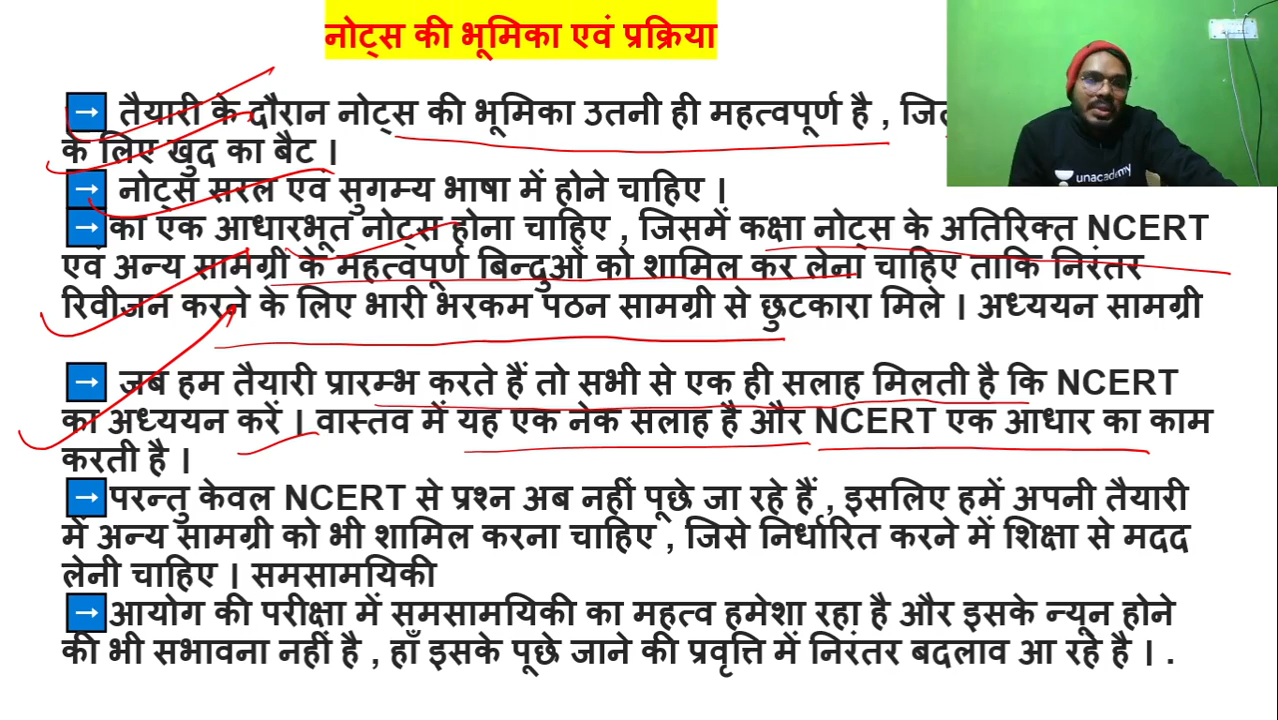 नोट्स की भूमिका एवं प्रक्रिया
→ तैयारी के दौरान नोट्स की भूमिका उतनी ही महत्वपूर्ण है ,
के लिए खुद का बैट ।
→ नोट्स सरल एवं सुगम्य भाषा में होने चाहिए ।
→ का एक आधारभूत नोट्स होना चाहिए , जिसमें कक्षा नोट्स के अतिरिक्त NCERT
एवं अन्य सामग्री के महत्वपूर्ण बिन्दुओं को शामिल कर लेना चाहिए ताकि निरंतर
रिवीजन करने के लिए भारी भरकम पठन सामग्री से छुटकारा मिले । अध्ययन सामग्री
→ जब हम तैयारी प्रारम्भ करते हैं तो सभी से एक ही सलाह मिलती है कि NCERT
का अध्ययन करें । वास्तव में यह एक नेक सलाह है और NCERT एक आधार का काम
करती है ।
→ परन्तु केवल NCERT से प्रश्न अब नहीं पूछे जा रहे हैं , इसलिए हमें अपनी तैयारी
में अन्य सामग्री को भी शामिल करना चाहिए , जिसे निर्धारित करने में शिक्षा से मदद
लेनी चाहिए । समसामयिकी
→ आयोग की परीक्षा में समसामयिकी का महत्व हमेशा रहा है और इसके न्यून होने
की भी सभावना नहीं है , हाँ इसके पूछे जाने की प्रवृत्ति में निरंतर बदलाव आ रहे है । .
unacademy